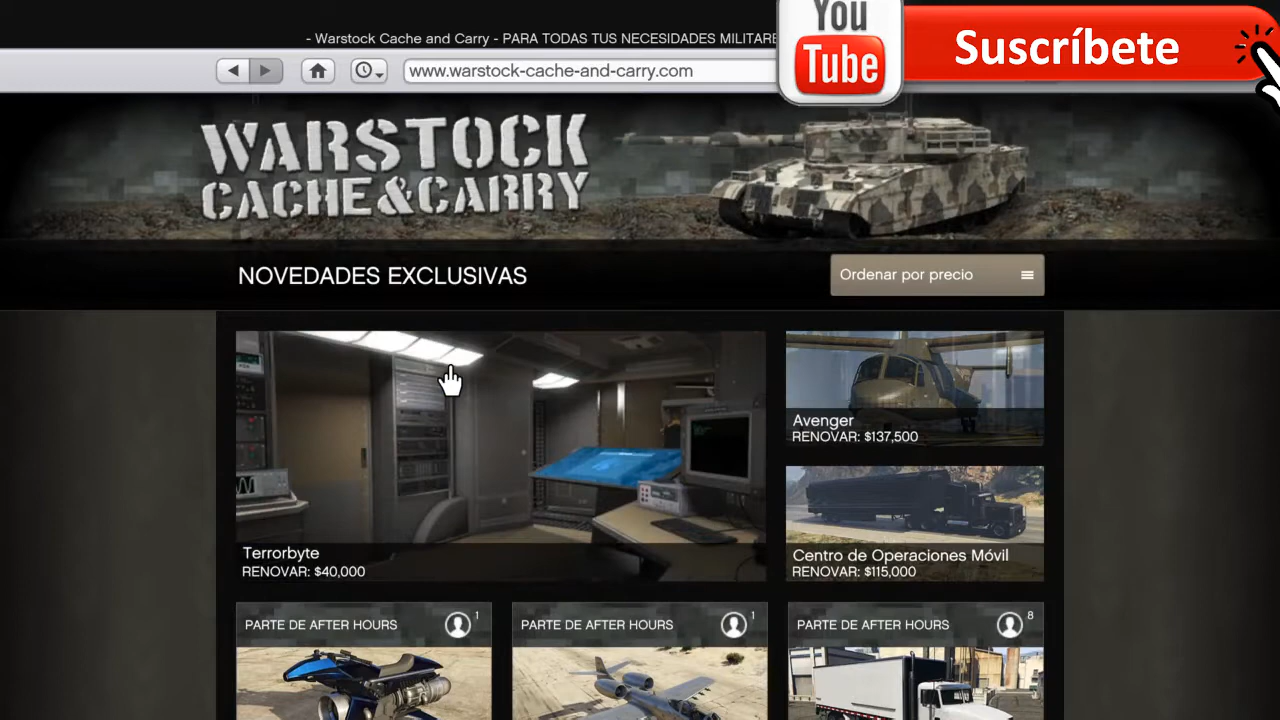 - Warstock Cache and Carry - PARA TODAS TUS NECESIDADES MILITARE
You
Tube
Suscríbete
www.warstock-cache-and-carry.com
WARSTOCK
CACHE&CARRY
NOVEDADES EXCLUSIVAS
Ordenar por precio
Avenger
RENOVAR: $137,500
Terrorbyte
RENOVAR: $40,000
Centro de Operaciones Móvil
RENOVAR: $115,000
PARTE DE AFTER HOURS 1
PARTE DE AFTER HOURS 1
PARTE DE AFTER HOURS 8